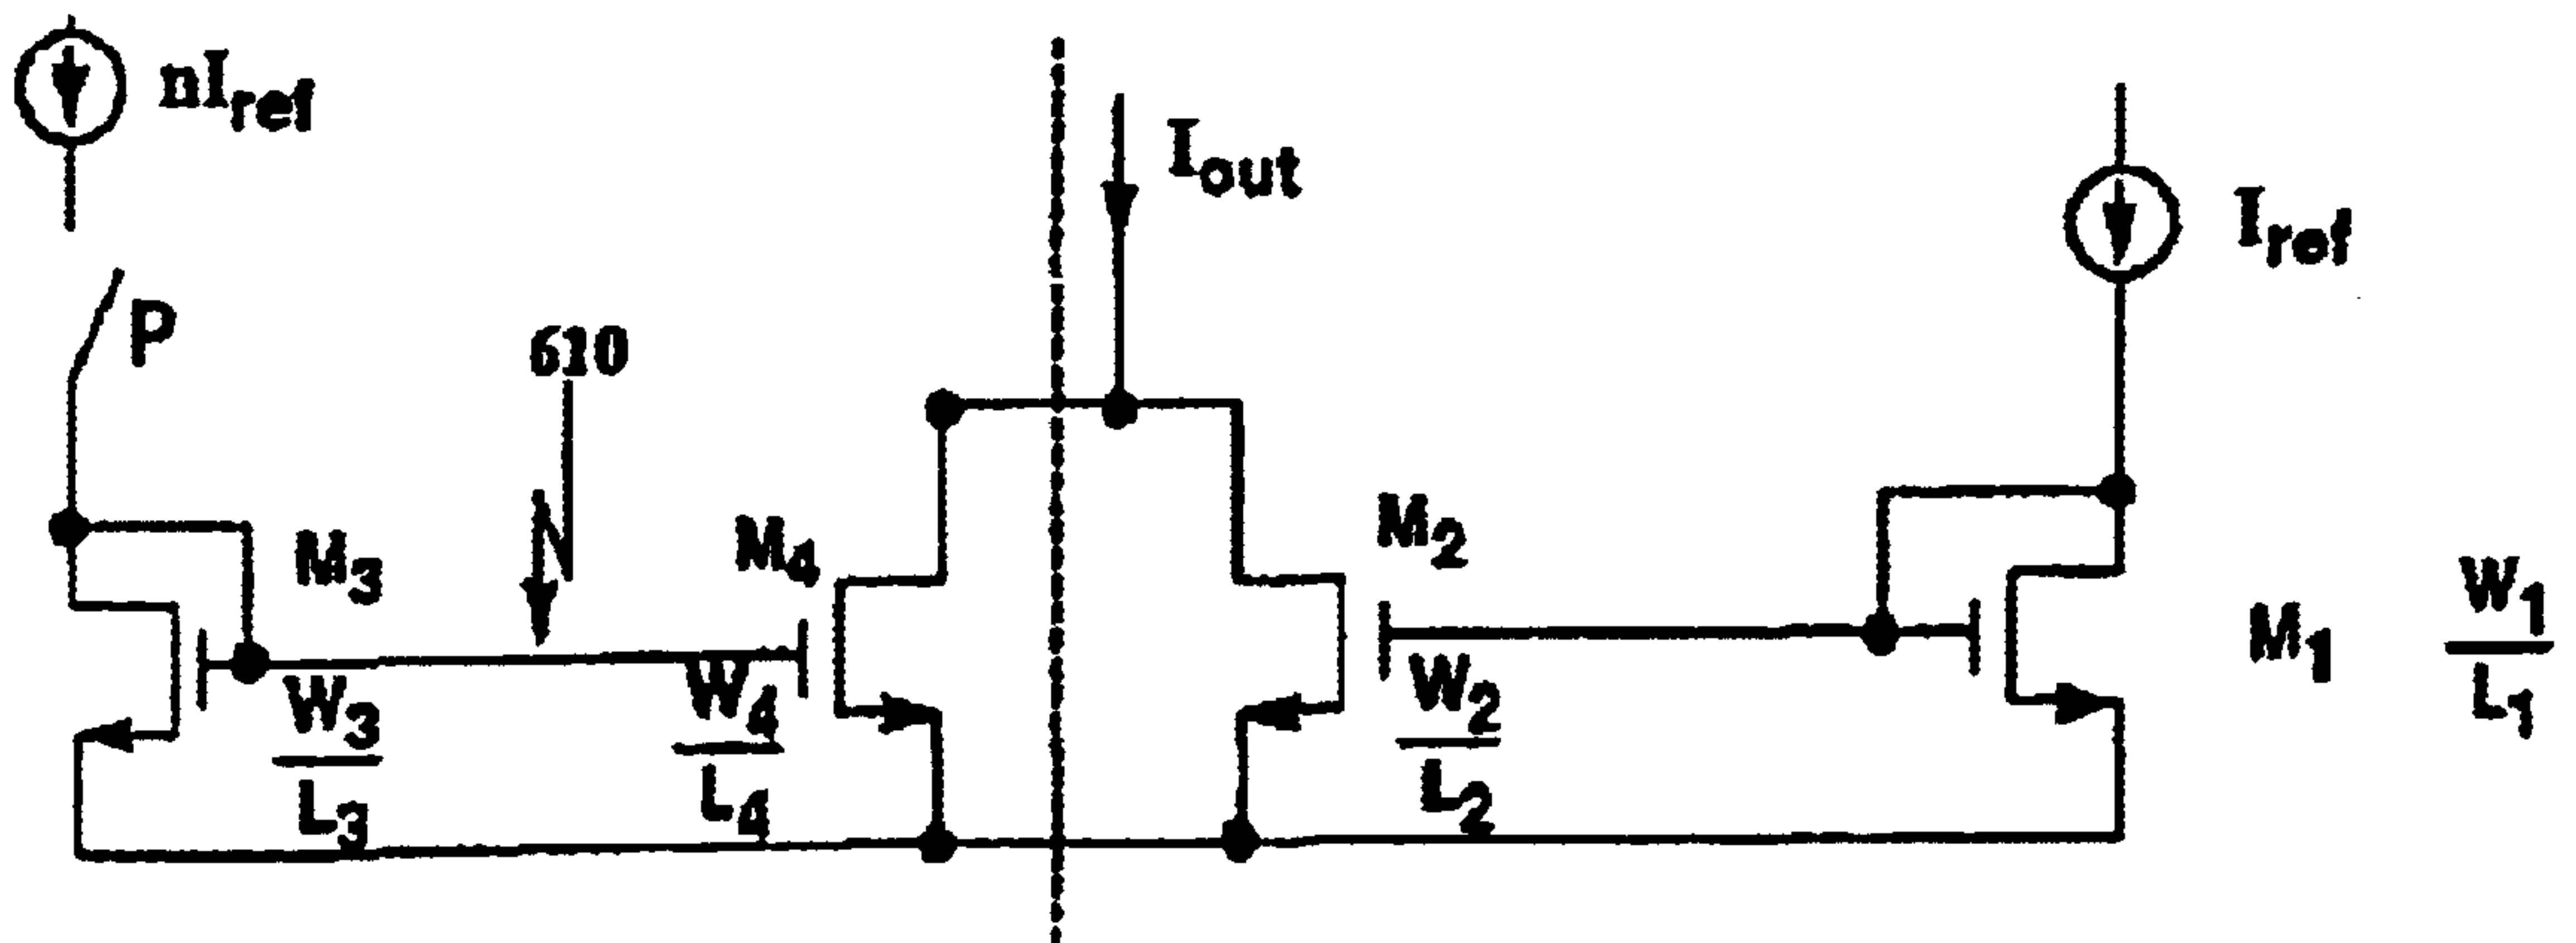 nI_ref
I_out
I_ref
P
610
M_3
M_4
M_2
M_1
W_1
L_1
W_3
L_3
W_4
L_4
W_2
L_2